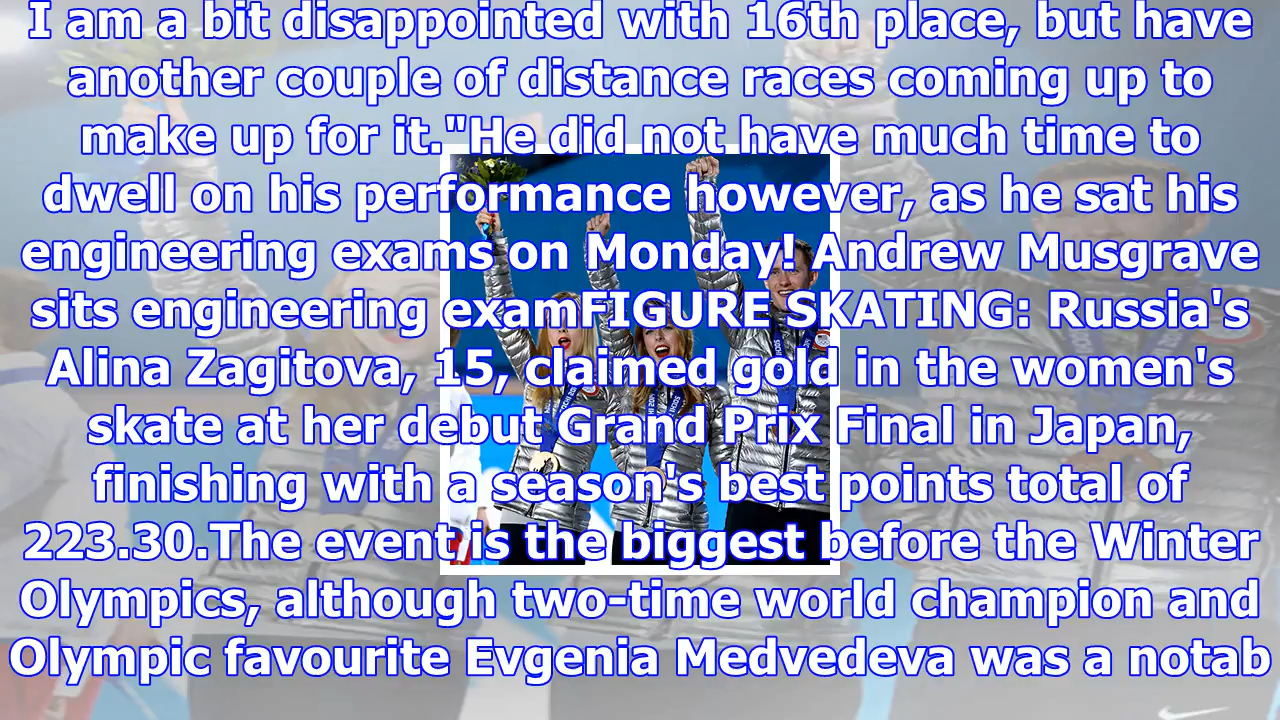 I am a bit disappointed with 16th place, but have
another couple of distance races coming up to
make up for it."He did not have much time to
dwell on his performance however, as he sat his
engineering exams on Monday! Andrew Musgrave
sits engineering examFIGURE SKATING: Russia's
Alina Zagitova, 15, claimed gold in the women's
skate at her debut Grand Prix Final in Japan,
finishing with a season's best points total of
223.30.The event is the biggest before the Winter
Olympics, although two-time world champion and
Olympic favourite Evgenia Medvedeva was a notab